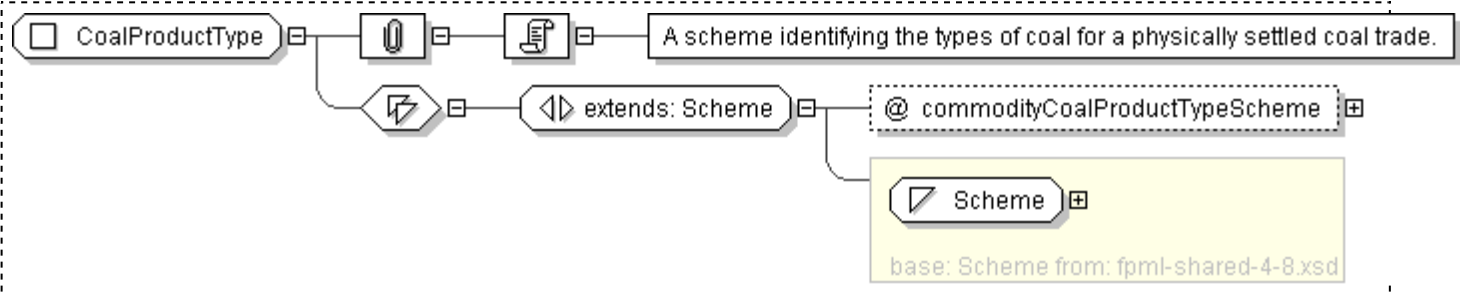 CoalProductType
A scheme identifying the types of coal for a physically settled coal trade.
extends: Scheme
@ commodityCoalProductTypeScheme
Scheme
base: Scheme from: fpml-shared-4-8.xsd